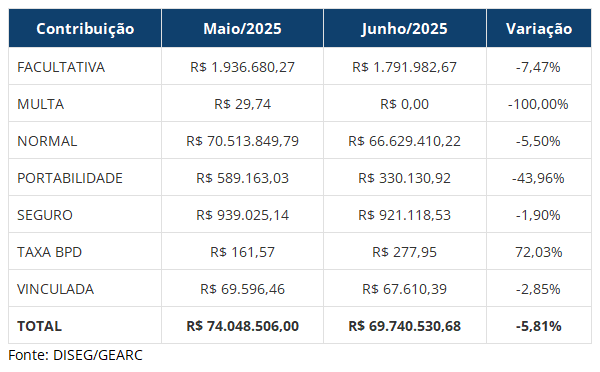 Contribuição Maio/2025 Junho/2025 Variação
FACULTATIVA R$ 1.936.680,27 R$ 1.791.982,67 -7,47%
MULTA R$ 29,74 R$ 0,00 -100,00%
NORMAL R$ 70.513.849,79 R$ 66.629.410,22 -5,50%
PORTABILIDADE R$ 589.163,03 R$ 330.130,92 -43,96%
SEGURO R$ 939.025,14 R$ 921.118,53 -1,90%
TAXA BPD R$ 161,57 R$ 277,95 72,03%
VINCULADA R$ 69.596,46 R$ 67.610,39 -2,85%
TOTAL R$ 74.048.506,00 R$ 69.740.530,68 -5,81%
Fonte: DISEG/GEARC